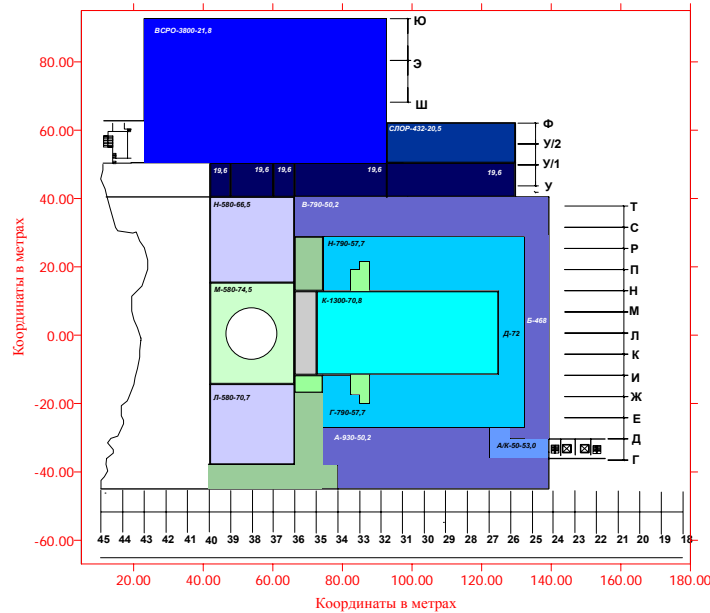 ВСРО-3800-21,8
Ю
Э
Ш
СЛОР-432-20,5
Ф
У/2
У/1
У
19,6
19,6
19,6
19,6
19,6
Н-580-66,5
В-790-50,2
Н-790-57,7
М-580-74,5
К-1300-70,8
Б-468
Д-72
Л-580-70,7
Г-790-57,7
А-930-50,2
А/К-50-53,0
Т
С
Р
П
Н
М
Л
К
И
Ж
Е
Д
Г
45 44 43 42 41 40 39 38 37 36 35 34 33 32 31 30 29 28 27 26 25 24 23 22 21 20 19 18
80.00
60.00
40.00
20.00
0.00
-20.00
-40.00
-60.00
Координаты в метрах
20.00 40.00 60.00 80.00 100.00 120.00 140.00 160.00 180.00
Координаты в метрах